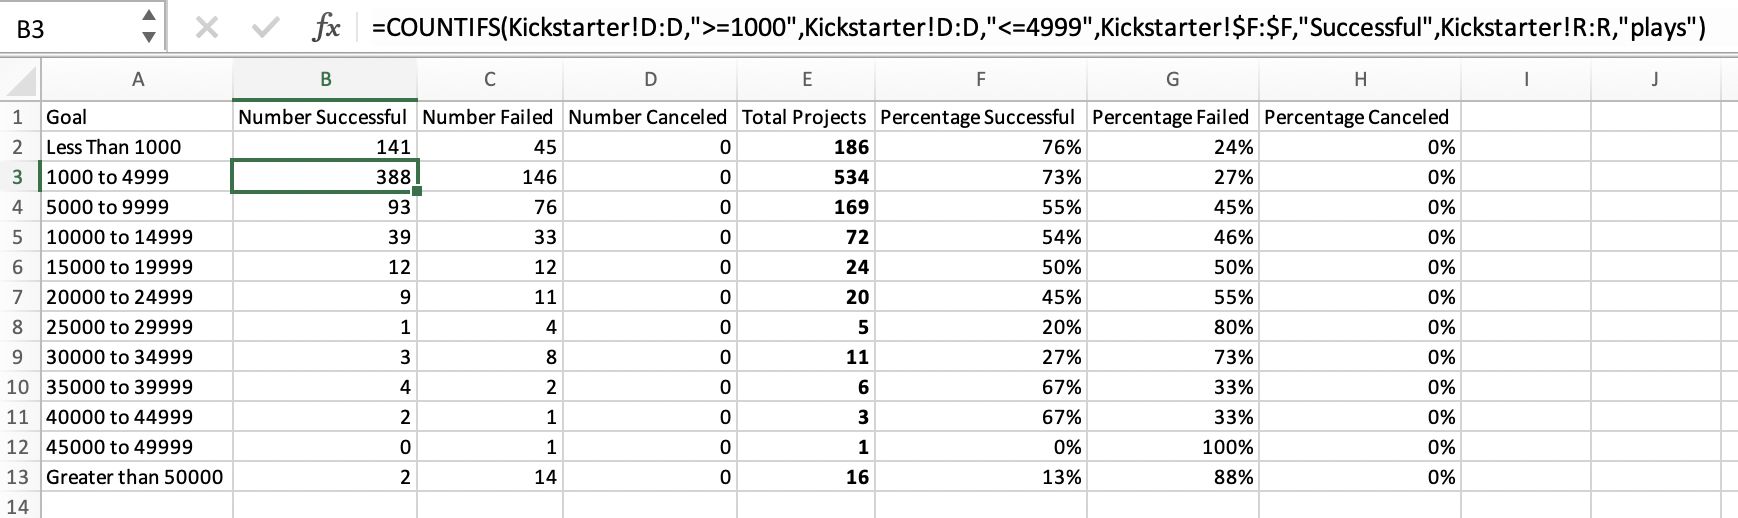 B3 fx =COUNTIFS(Kickstarter!D:D,">=1000",Kickstarter!D:D,"<=4999",Kickstarter!$F:$F,"Successful",Kickstarter!R:R,"plays")
A B C D E F G H I J
1 Goal Number Successful Number Failed Number Canceled Total Projects Percentage Successful Percentage Failed Percentage Canceled
2 Less Than 1000 141 45 0 186 76% 24% 0%
3 1000 to 4999 388 146 0 534 73% 27% 0%
4 5000 to 9999 93 76 0 169 55% 45% 0%
5 10000 to 14999 39 33 0 72 54% 46% 0%
6 15000 to 19999 12 12 0 24 50% 50% 0%
7 20000 to 24999 9 11 0 20 45% 55% 0%
8 25000 to 29999 1 4 0 5 20% 80% 0%
9 30000 to 34999 3 8 0 11 27% 73% 0%
10 35000 to 39999 4 2 0 6 67% 33% 0%
11 40000 to 44999 2 1 0 3 67% 33% 0%
12 45000 to 49999 0 1 0 1 0% 100% 0%
13 Greater than 50000 2 14 0 16 13% 88% 0%
14